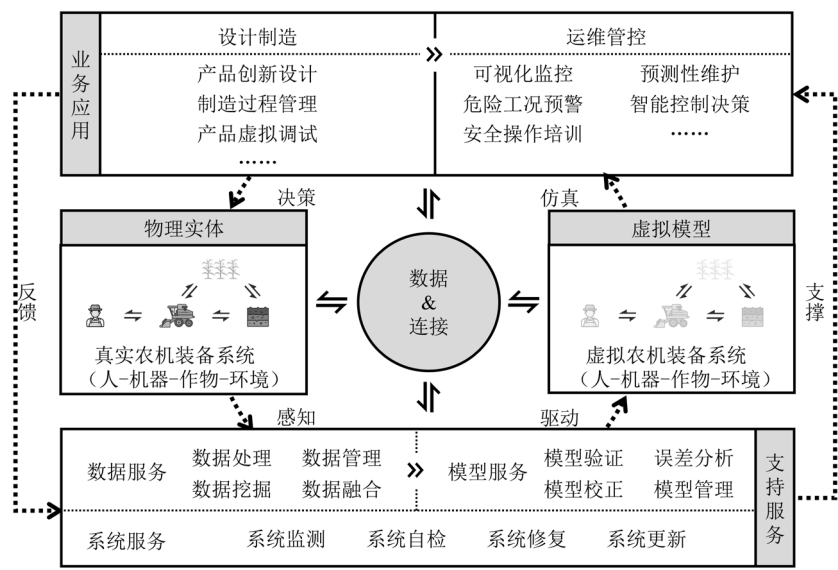 业务应用
设计制造
产品创新设计
制造过程管理
产品虚拟调试
……
»
运维管控
可视化监控 预测性维护
危险工况预警 智能控制决策
安全操作培训 ……
决策
仿真
反馈
支撑
物理实体
真实农机装备系统
(人-机器-作物-环境)
数据
&
连接
虚拟模型
虚拟农机装备系统
(人-机器-作物-环境)
感知
驱动
数据服务
数据处理 数据管理
数据挖掘 数据融合
»
模型服务
模型验证 误差分析
模型校正 模型管理
系统服务 系统监测 系统自检 系统修复 系统更新
支持服务